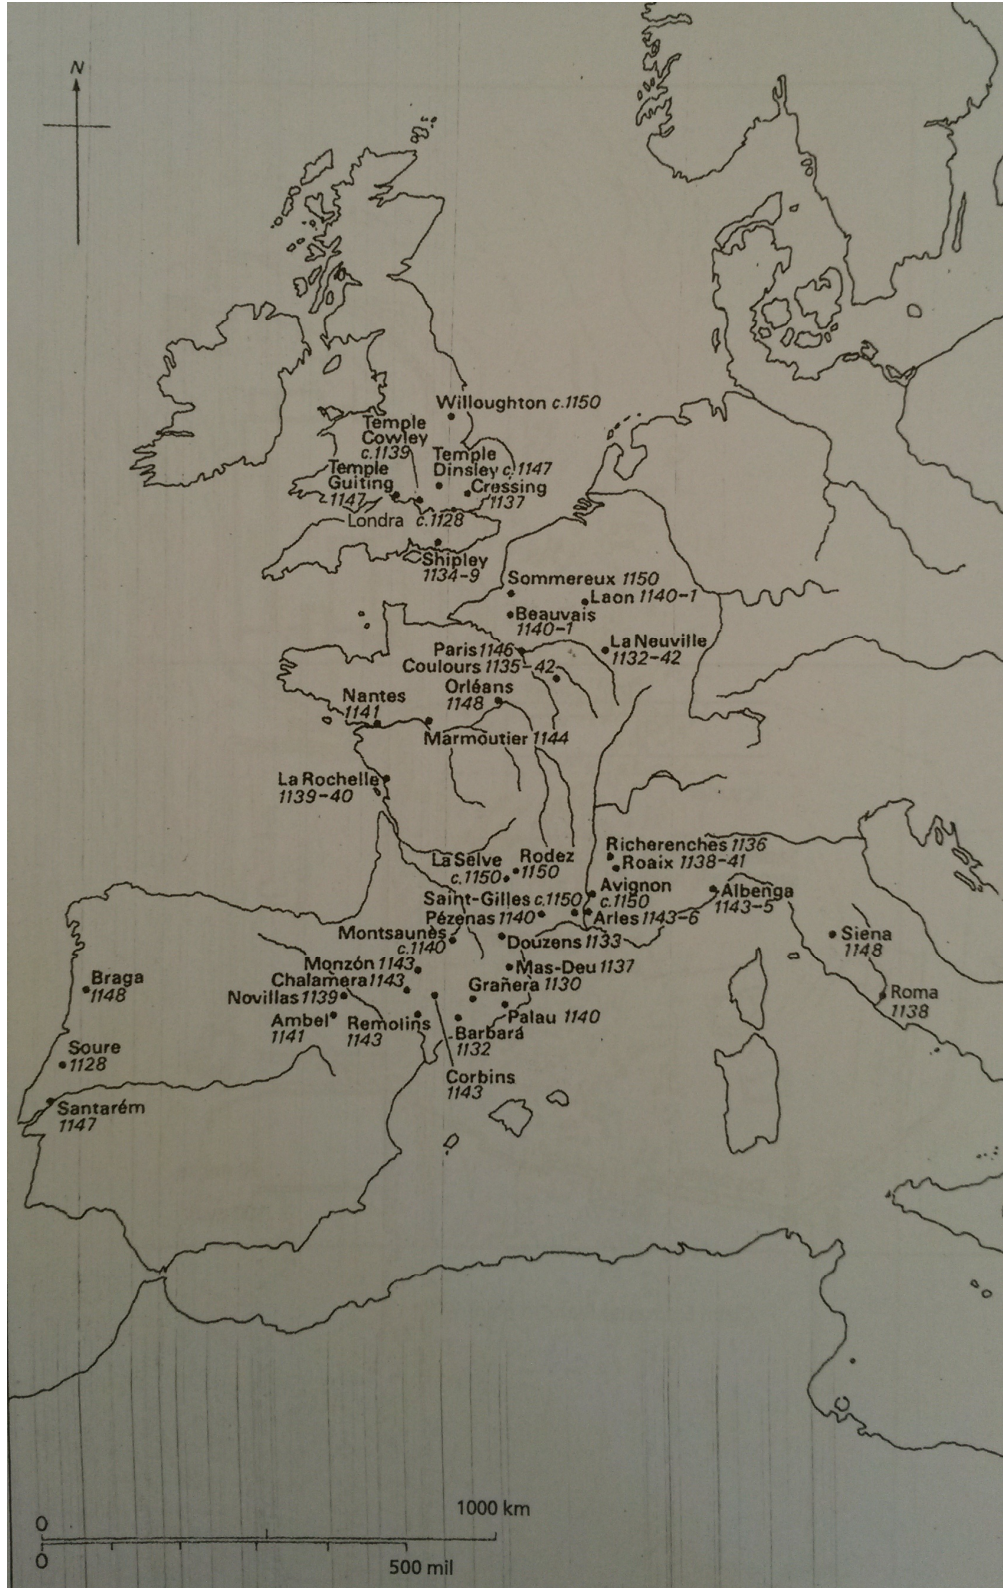 N
Willoughton c.1150
Temple
Cowley
c.1139
Temple
Dinsley c.1147
Temple
Guiting
1147
Cressing
1137
Londra c.1128
Shipley
1134-9
Sommereux 1150
Laon 1140-1
Beauvais
1140-1
La Neuville
1132-42
Paris 1146
Coulours 1135-42
Orléans
1148
Nantes
1141
Marmoutier 1144
La Rochelle
1139-40
Richerenches 1136
Roaix 1138-41
La Selve
c.1150
Rodez
1150
Avignon
c.1150
Saint-Gilles c.1150
Albenga
1143-5
Pézenas 1140
Arles 1143-6
Montsaunès
c.1140
Douzens 1133
Siena
1148
Monzón 1143
Mas-Deu 1137
Chalamera 1143
Grañera 1130
Braga
1148
Novillas 1139
Roma
1138
Ambel
1141
Remolins
1143
Palau 1140
Barbará
1132
Soure
1128
Corbins
1143
Santarém
1147
1000 km
0
0
500 mil